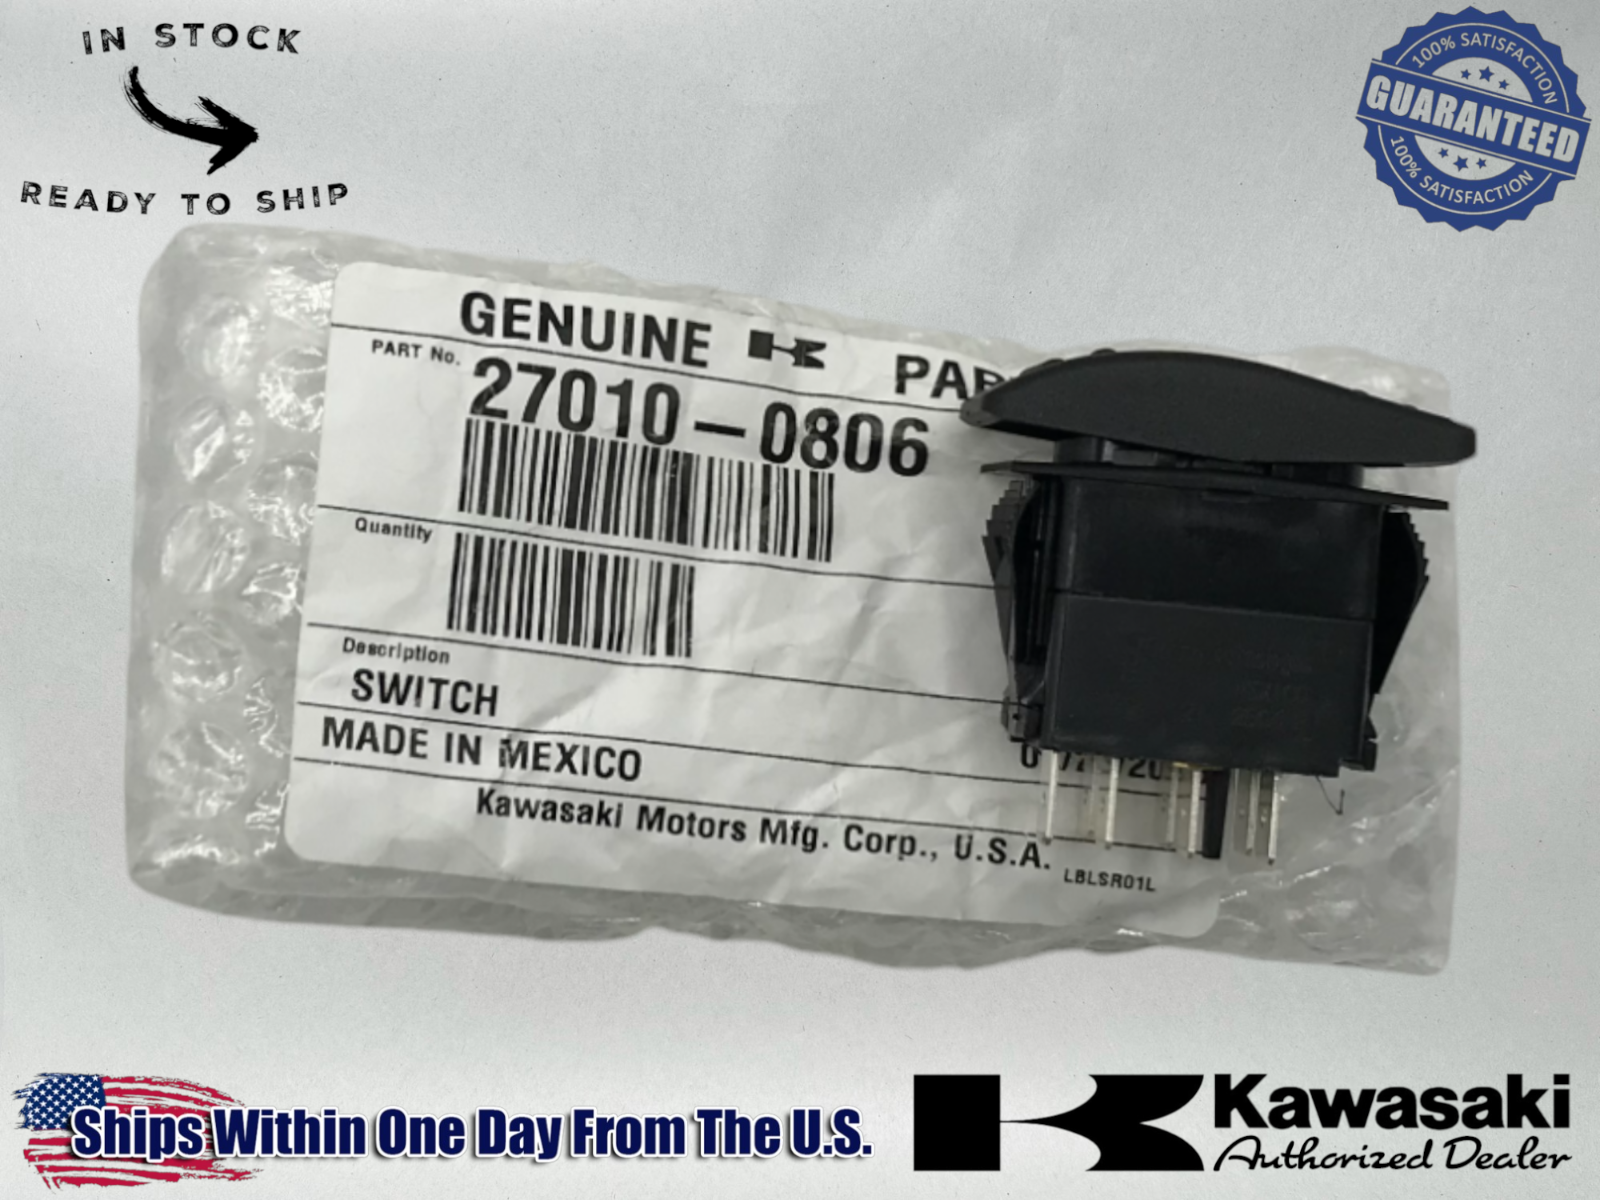 IN STOCK
READY TO SHIP
100% SATISFACTION
GUARANTEED
100% SATISFACTION
GENUINE PAR
PART No. 27010-0806
Quantity
Description
SWITCH
MADE IN MEXICO
Kawasaki Motors Mfg. Corp., U.S.A.
LBLSR01L
Ships Within One Day From The U.S.
Kawasaki
Authorized Dealer